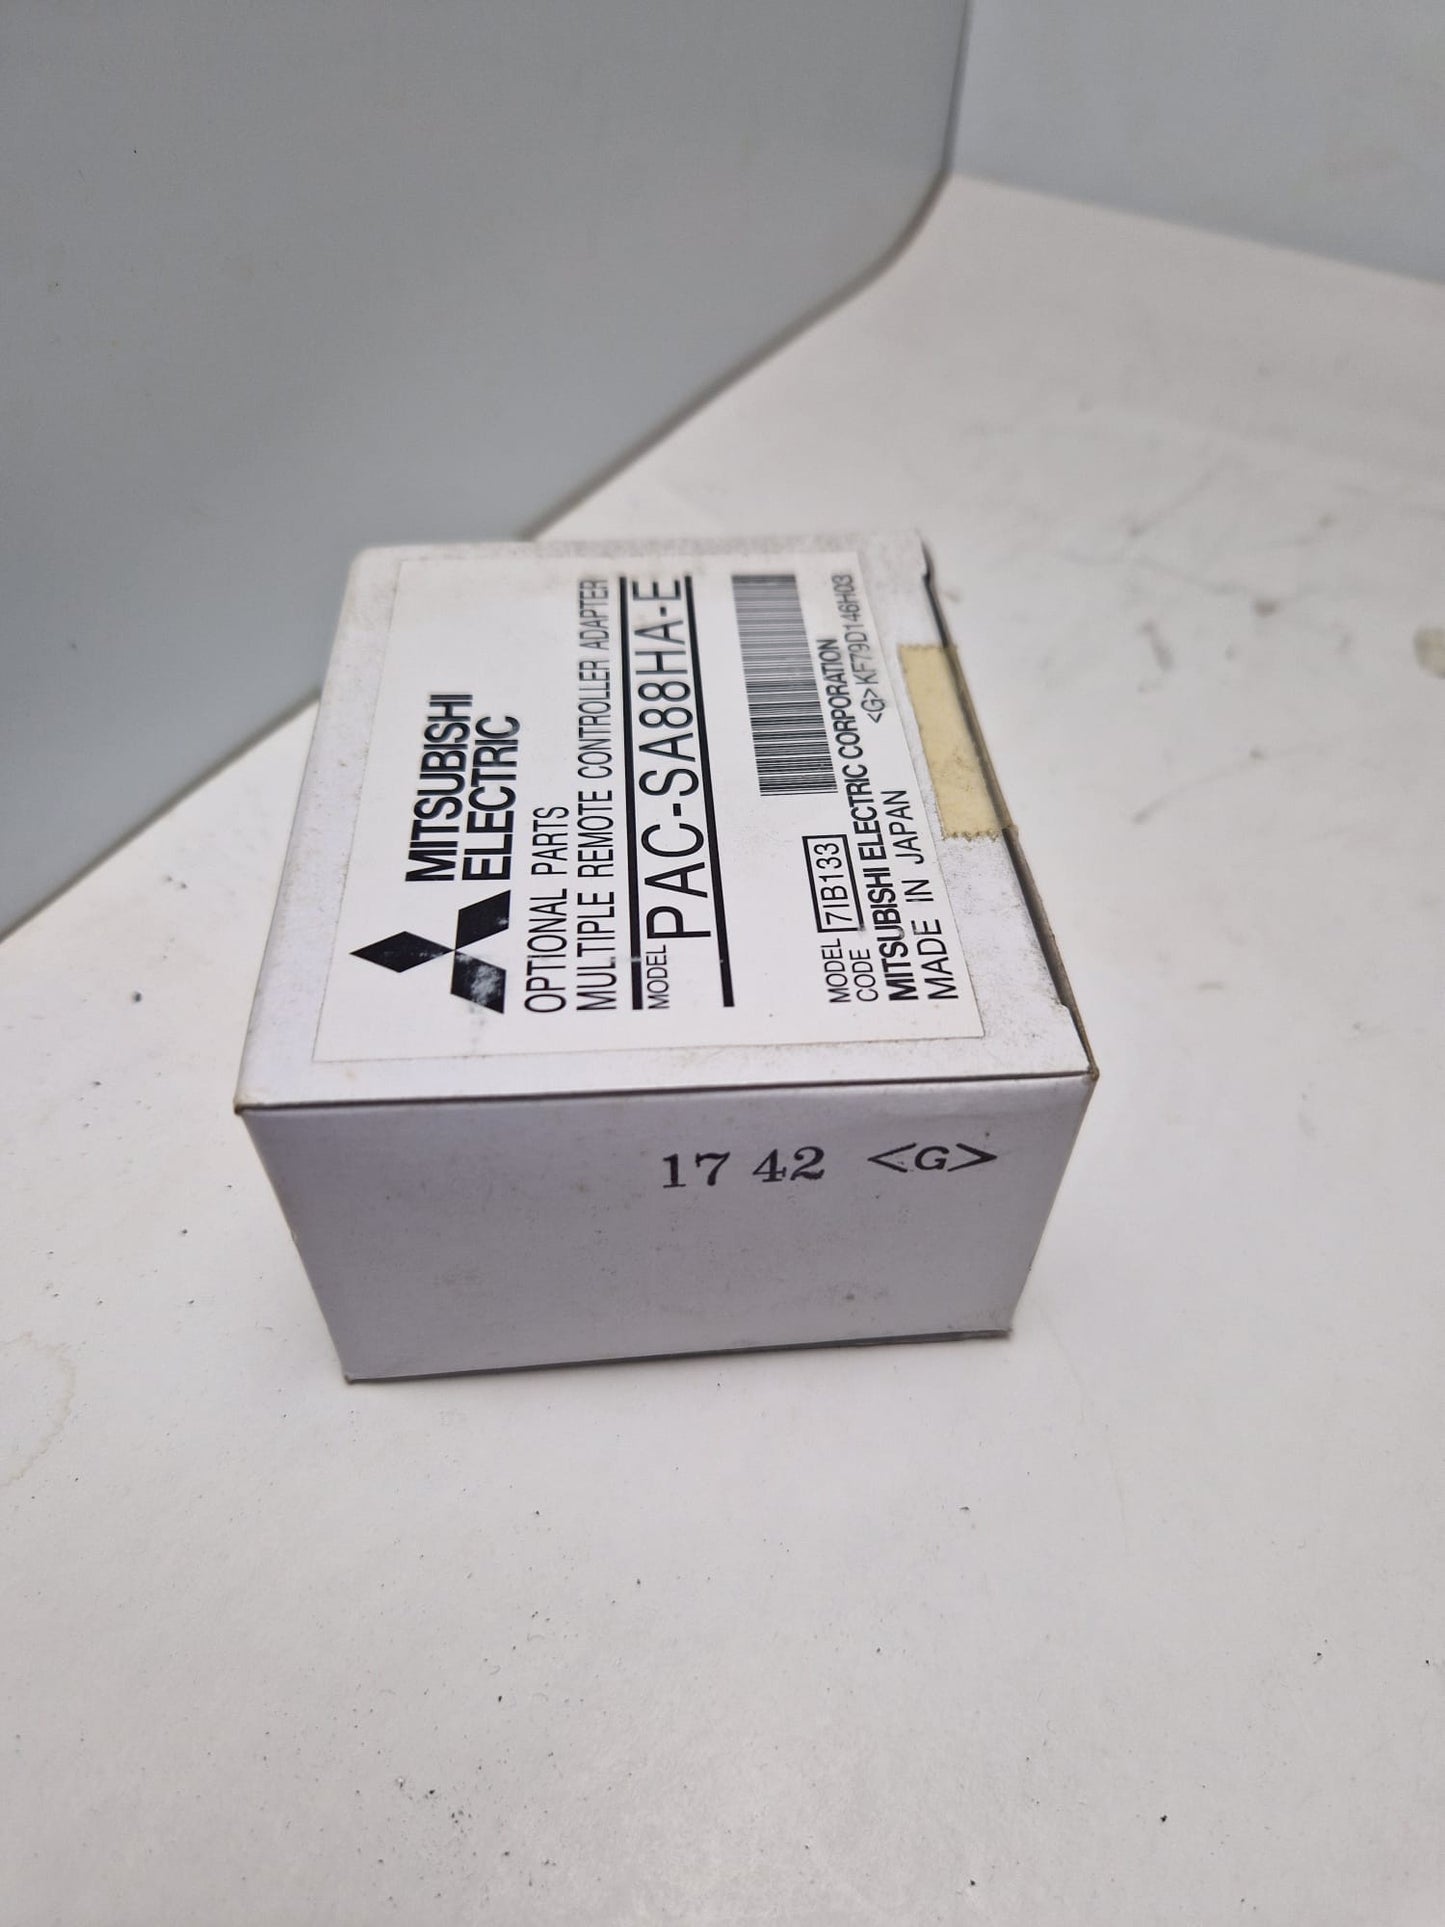 MITSUBISHI
ELECTRIC
OPTIONAL PARTS
MULTIPLE REMOTE CONTROLLER ADAPTER
MODEL PAC-SA88HA-E
MODEL
CODE 7IB133
MITSUBISHI ELECTRIC CORPORATION
MADE IN JAPAN <G>KF79D146H03
17 42 <G>